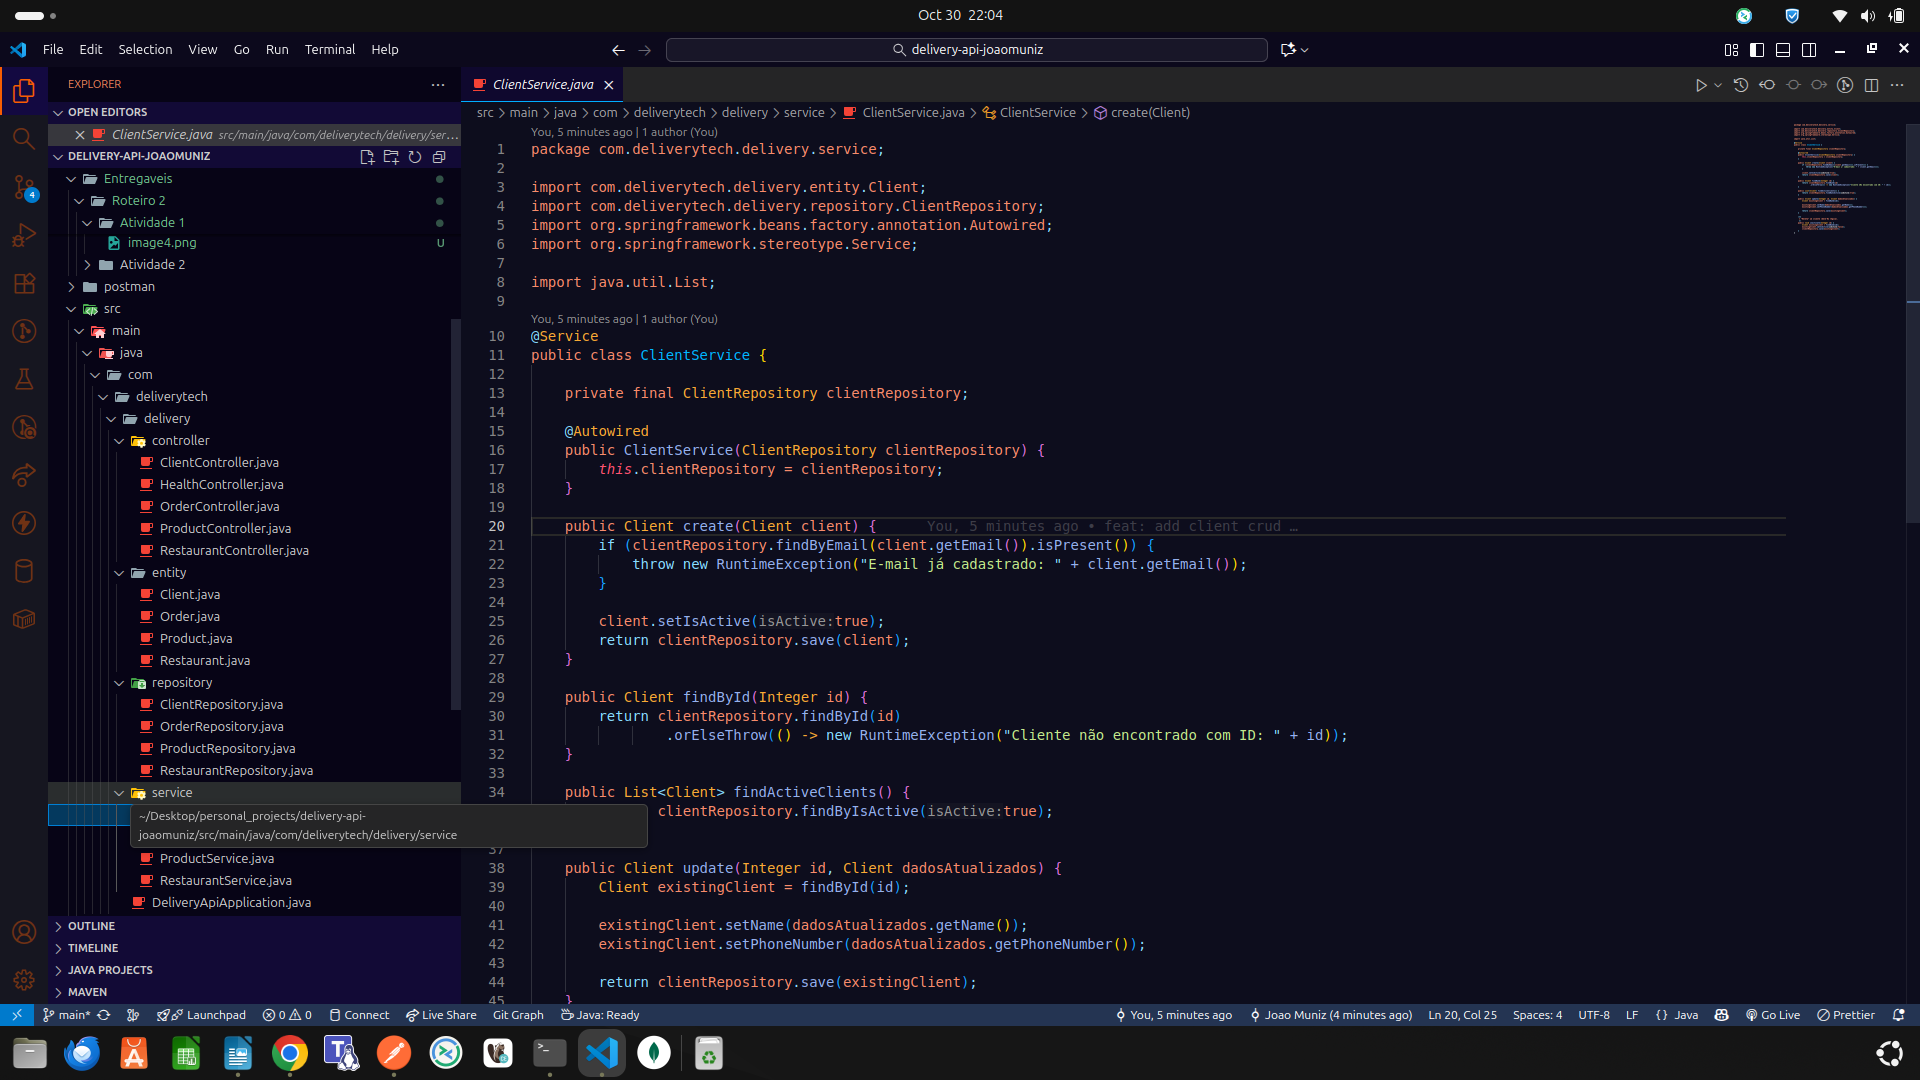 Oct 30 22:04
File Edit Selection View Go Run Terminal Help
delivery-api-joaomuniz
EXPLORER
OPEN EDITORS
ClientService.java src/main/java/com/deliverytech/delivery/ser...
DELIVERY-API-JOAOMUNIZ
Entregaveis
Roteiro 2
Atividade 1
image4.png U
Atividade 2
postman
src
main
java
com
deliverytech
delivery
controller
ClientController.java
HealthController.java
OrderController.java
ProductController.java
RestaurantController.java
entity
Client.java
Order.java
Product.java
Restaurant.java
repository
ClientRepository.java
OrderRepository.java
ProductRepository.java
RestaurantRepository.java
service
~/Desktop/personal_projects/delivery-api-
joaomuniz/src/main/java/com/deliverytech/delivery/service
ProductService.java
RestaurantService.java
DeliveryApiApplication.java
OUTLINE
TIMELINE
JAVA PROJECTS
MAVEN
4
ClientService.java
src > main > java > com > deliverytech > delivery > service > ClientService.java > ClientService > create(Client)
You, 5 minutes ago | 1 author (You)
1 package com.deliverytech.delivery.service;
2
3 import com.deliverytech.delivery.entity.Client;
4 import com.deliverytech.delivery.repository.ClientRepository;
5 import org.springframework.beans.factory.annotation.Autowired;
6 import org.springframework.stereotype.Service;
7
8 import java.util.List;
9
You, 5 minutes ago | 1 author (You)
10 @Service
11 public class ClientService {
12
13 private final ClientRepository clientRepository;
14
15 @Autowired
16 public ClientService(ClientRepository clientRepository) {
17 this.clientRepository = clientRepository;
18 }
19
20 public Client create(Client client) { You, 5 minutes ago • feat: add client crud …
21 if (clientRepository.findByEmail(client.getEmail()).isPresent()) {
22 throw new RuntimeException("E-mail já cadastrado: " + client.getEmail());
23 }
24
25 client.setIsActive(isActive:true);
26 return clientRepository.save(client);
27 }
28
29 public Client findById(Integer id) {
30 return clientRepository.findById(id)
31 .orElseThrow(() -> new RuntimeException("Cliente não encontrado com ID: " + id));
32 }
33
34 public List<Client> findActiveClients() {
clientRepository.findByIsActive(isActive:true);
37
38 public Client update(Integer id, Client dadosAtualizados) {
39 Client existingClient = findById(id);
40
41 existingClient.setName(dadosAtualizados.getName());
42 existingClient.setPhoneNumber(dadosAtualizados.getPhoneNumber());
43
44 return clientRepository.save(existingClient);
45 }
main* Launchpad 0 0 Connect Live Share Git Graph Java: Ready You, 5 minutes ago Joao Muniz (4 minutes ago) Ln 20, Col 25 Spaces: 4 UTF-8 LF {} Java Go Live Prettier